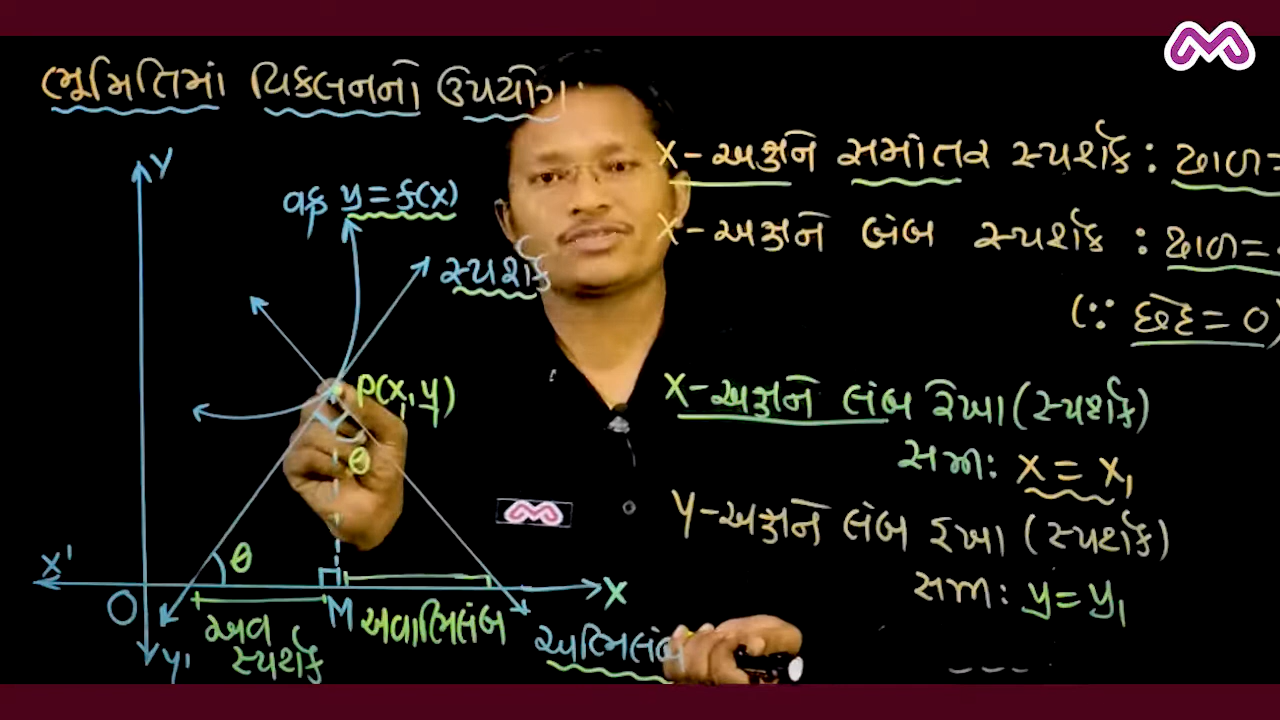 ભૂમિતિમાં વિકલનનો ઉપયોગ
Y
વક્ર y = f(x)
સ્પર્શક
P(x, y)
θ
θ
X'
O
M
X
અવ
સ્પર્શક
અવાભિલંબ
અભિલંબ
Y'
X-અક્ષને સમાંતર સ્પર્શક : ઢાળ =
X-અક્ષને લંબ સ્પર્શક : ઢાળ =
(∵ છેદ = 0)
X-અક્ષને લંબ રેખા (સ્પર્શક)
સમી: x = x₁
Y-અક્ષને લંબ રેખા (સ્પર્શક)
સમી: y = y₁